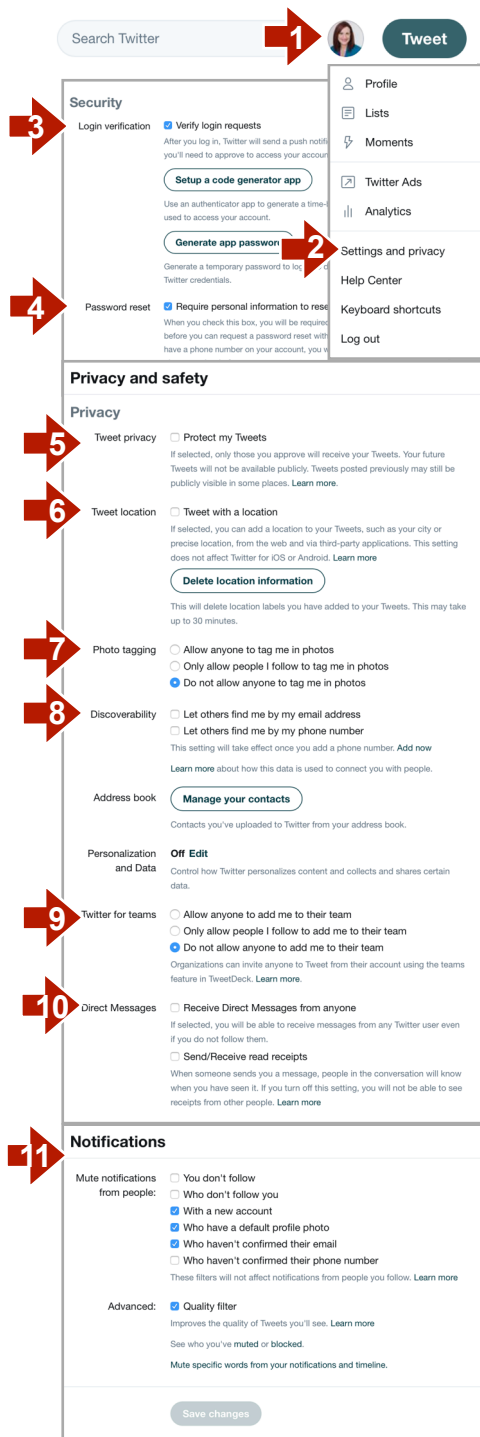 Search Twitter
1
Tweet
Profile
Lists
Moments
Twitter Ads
Analytics
2
Settings and privacy
Help Center
Keyboard shortcuts
Log out
Security
3
Login verification
Verify login requests
After you log in, Twitter will send a push notifi
you'll need to approve to access your accoun
Setup a code generator app
Use an authenticator app to generate a time-
used to access your account.
Generate app password
Generate a temporary password to log
Twitter credentials.
4
Password reset
Require personal information to rese
When you check this box, you will be required
before you can request a password reset with
have a phone number on your account, you w
Privacy and safety
Privacy
5
Tweet privacy
Protect my Tweets
If selected, only those you approve will receive your Tweets. Your future
Tweets will not be available publicly. Tweets posted previously may still be
publicly visible in some places. Learn more.
6
Tweet location
Tweet with a location
If selected, you can add a location to your Tweets, such as your city or
precise location, from the web and via third-party applications. This setting
does not affect Twitter for iOS or Android. Learn more
Delete location information
This will delete location labels you have added to your Tweets. This may take
up to 30 minutes.
7
Photo tagging
Allow anyone to tag me in photos
Only allow people I follow to tag me in photos
Do not allow anyone to tag me in photos
8
Discoverability
Let others find me by my email address
Let others find me by my phone number
This setting will take effect once you add a phone number. Add now
Learn more about how this data is used to connect you with people.
Address book
Manage your contacts
Contacts you've uploaded to Twitter from your address book.
Personalization
and Data
Off Edit
Control how Twitter personalizes content and collects and shares certain
data.
9
Twitter for teams
Allow anyone to add me to their team
Only allow people I follow to add me to their team
Do not allow anyone to add me to their team
Organizations can invite anyone to Tweet from their account using the teams
feature in TweetDeck. Learn more.
10
Direct Messages
Receive Direct Messages from anyone
If selected, you will be able to receive messages from any Twitter user even
if you do not follow them.
Send/Receive read receipts
When someone sends you a message, people in the conversation will know
when you have seen it. If you turn off this setting, you will not be able to see
receipts from other people. Learn more
Notifications
11
Mute notifications
from people:
You don't follow
Who don't follow you
With a new account
Who have a default profile photo
Who haven't confirmed their email
Who haven't confirmed their phone number
These filters will not affect notifications from people you follow. Learn more
Advanced:
Quality filter
Improves the quality of Tweets you'll see. Learn more
See who you've muted or blocked.
Mute specific words from your notifications and timeline.
Save changes